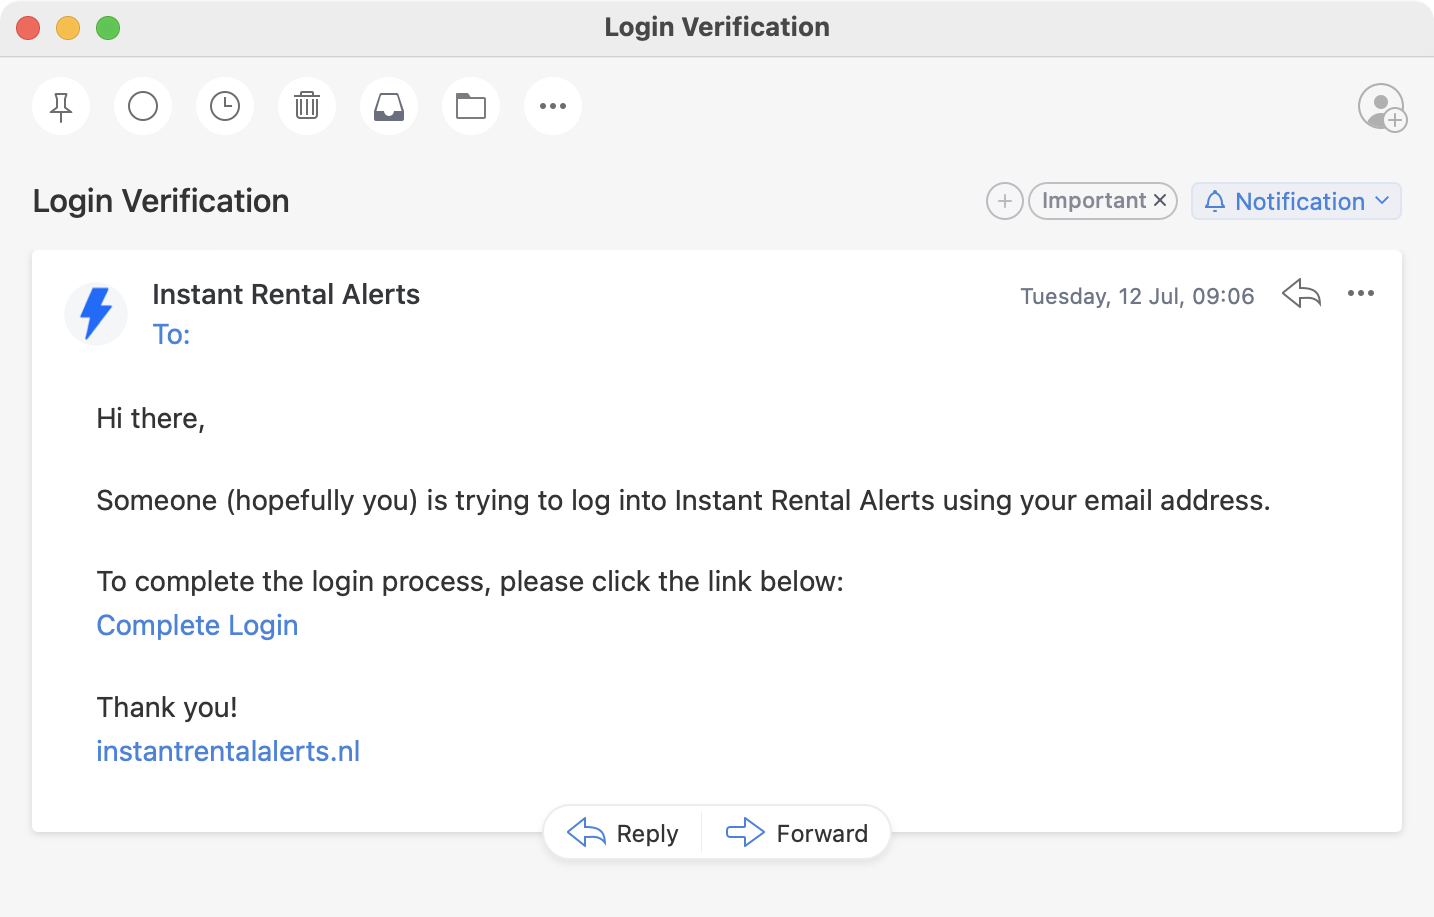 Login Verification
Login Verification
Important
Notification
Instant Rental Alerts
Tuesday, 12 Jul, 09:06
To:
Hi there,
Someone (hopefully you) is trying to log into Instant Rental Alerts using your email address.
To complete the login process, please click the link below:
Complete Login
Thank you!
instantrentalalerts.nl
Reply
Forward